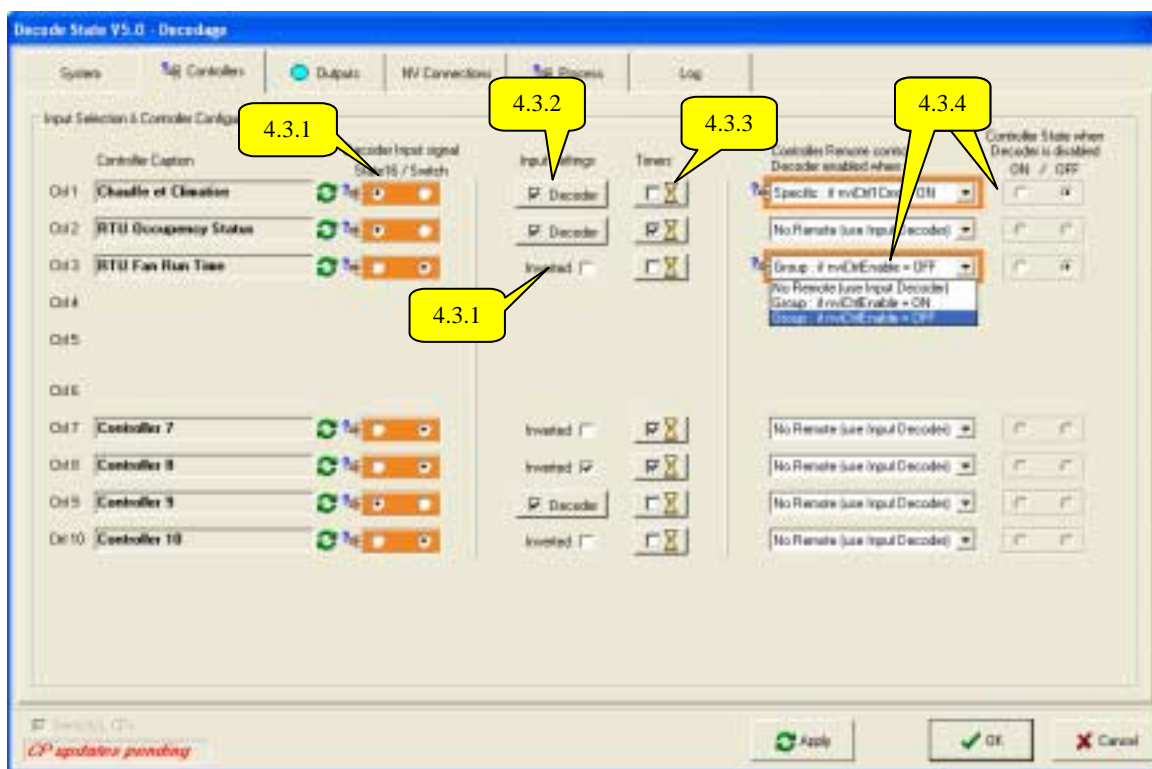 Decode State V5.0 - Decodage
System Controllers Outputs NV Connections Process Log
4.3.1
4.3.2
4.3.3
4.3.4
Input Selection & Controller
Controller Caption
Input signal
State16 / Switch
Input Settings
Timers
Controller Remote
Decoder enabled when
Controller State when
Decoder is disabled
ON / OFF
Ctrl 1 Chauffe et Climation Decoder Specific : if ON
Ctrl 2 RTU Occupancy Status Decoder No Remote (use Input Decoder)
Ctrl 3 RTU Fan Run Time Inverted Group : if nviCtrlEnable = OFF
No Remote (use Input Decoder)
Group : if nviCtrlEnable = ON
Group : if nviCtrlEnable = OFF
4.3.1
Ctrl 4
Ctrl 5
Ctrl 6
Ctrl 7 Controller 7 Inverted No Remote (use Input Decoder)
Ctrl 8 Controller 8 Inverted No Remote (use Input Decoder)
Ctrl 9 Controller 9 Decoder No Remote (use Input Decoder)
Ctrl 10 Controller 10 Inverted No Remote (use Input Decoder)
CP updates pending
Apply OK Cancel